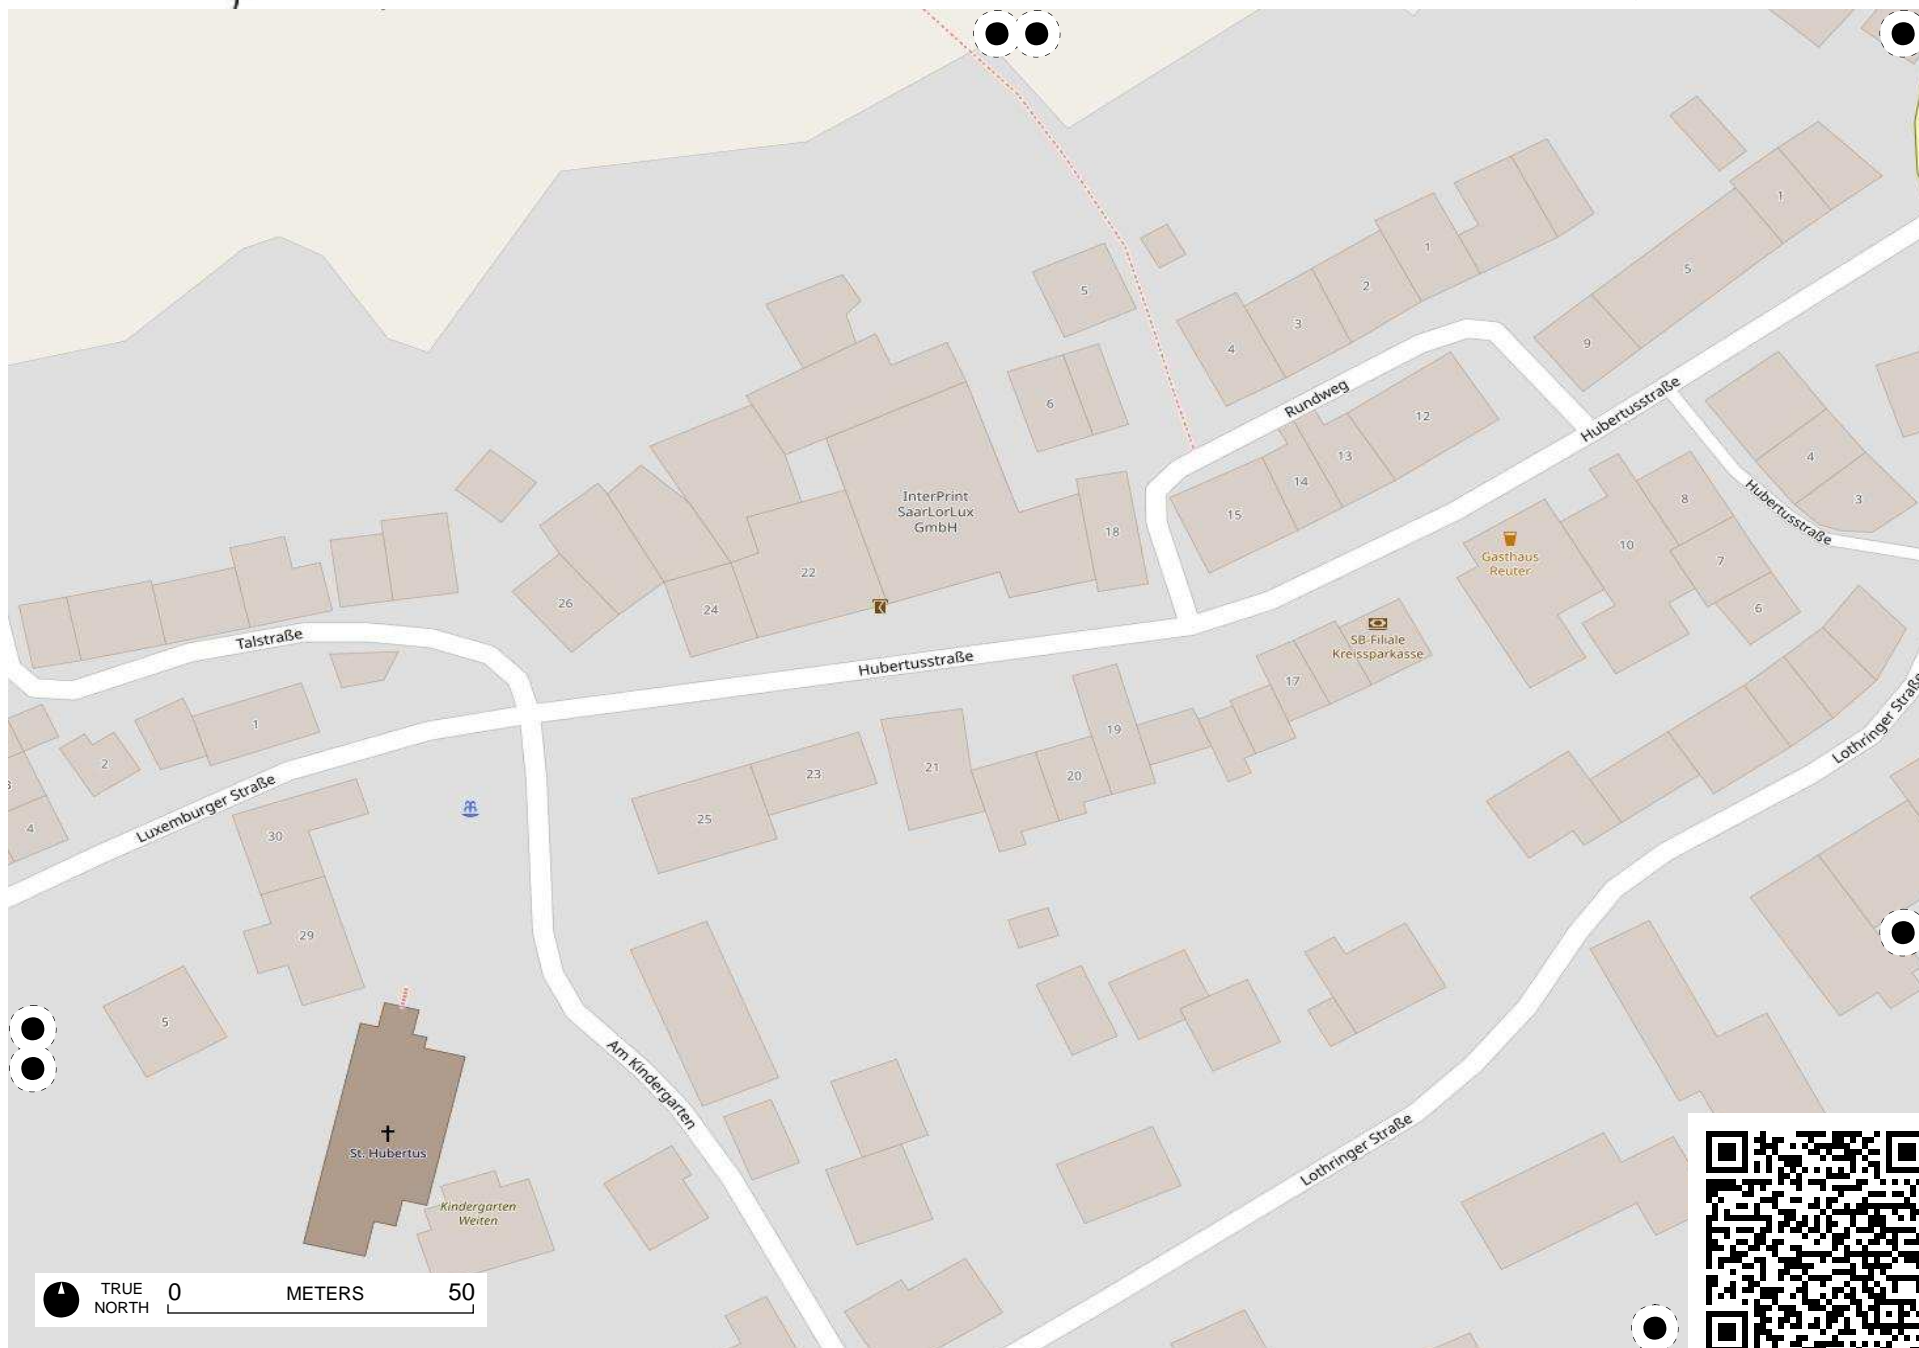 1
5
5
1
2
3
4
9
Rundweg
Hubertusstraße
12
13
14
15
6
4
3
Hubertusstraße
InterPrint
SaarLorLux
GmbH
18
8
10
7
6
Gasthaus
Reuter
22
24
26
SB-Filiale
Kreissparkasse
17
Talstraße
Hubertusstraße
1
2
3
4
19
20
21
23
25
Luxemburger Straße
30
29
5
Lothringer Straße
Am Kindergarten
St. Hubertus
Kindergarten
Weiten
Lothringer Straße
TRUE
NORTH
0 METERS 50